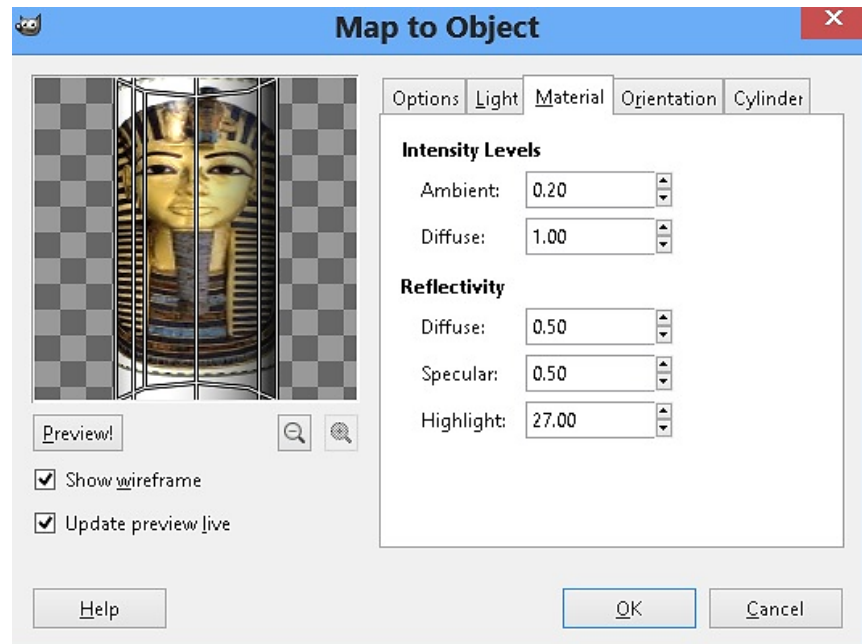 Map to Object
Options Light Material Orientation Cylinder
Intensity Levels
Ambient: 0.20
Diffuse: 1.00
Reflectivity
Diffuse: 0.50
Specular: 0.50
Highlight: 27.00
Preview!
Show wireframe
Update preview live
Help OK Cancel